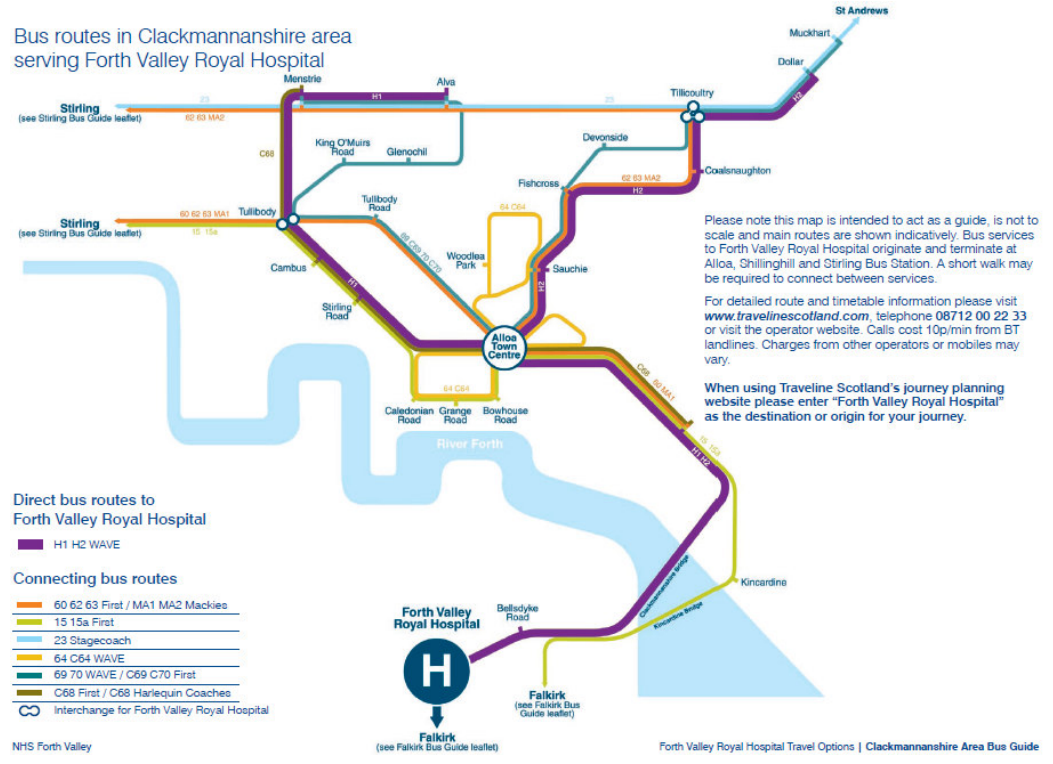 Bus routes in Clackmannanshire area
serving Forth Valley Royal Hospital
St Andrews
Muckhart
Dollar
H2
Menstrie
Alva
H1
Tillicoultry
Stirling
(see Stirling Bus Guide leaflet)
23
23
62 63 MA2
C68
King O'Muirs
Road
Glenochil
Devonside
Coalsnaughton
Fishcross
62 63 MA2
H2
Stirling
(see Stirling Bus Guide leaflet)
60 62 63 MA1
15 15a
Tullibody
Tullibody
Road
69 C69 70 C70
64 C64
Woodlea
Park
Sauchie
H2
Cambus
H1
Stirling
Road
Alloa
Town
Centre
64 C64
Caledonian
Road
Grange
Road
Bowhouse
Road
C68
60 MA1
15 15a
H1 H2
River Forth
Please note this map is intended to act as a guide, is not to
scale and main routes are shown indicatively. Bus services
to Forth Valley Royal Hospital originate and terminate at
Alloa, Shillinghill and Stirling Bus Station. A short walk may
be required to connect between services.
For detailed route and timetable information please visit
www.travelinescotland.com, telephone 08712 00 22 33
or visit the operator website. Calls cost 10p/min from BT
landlines. Charges from other operators or mobiles may
vary.
When using Traveline Scotland's journey planning
website please enter “Forth Valley Royal Hospital”
as the destination or origin for your journey.
Clackmannanshire Bridge
Kincardine
Kincardine Bridge
Bellsdyke
Road
Forth Valley
Royal Hospital
H
Falkirk
(see Falkirk Bus
Guide leaflet)
Falkirk
(see Falkirk Bus Guide leaflet)
Direct bus routes to
Forth Valley Royal Hospital
H1 H2 WAVE
Connecting bus routes
60 62 63 First / MA1 MA2 Mackies
15 15a First
23 Stagecoach
64 C64 WAVE
69 70 WAVE / C69 C70 First
C68 First / C68 Harlequin Coaches
Interchange for Forth Valley Royal Hospital
NHS Forth Valley
Forth Valley Royal Hospital Travel Options | Clackmannanshire Area Bus Guide